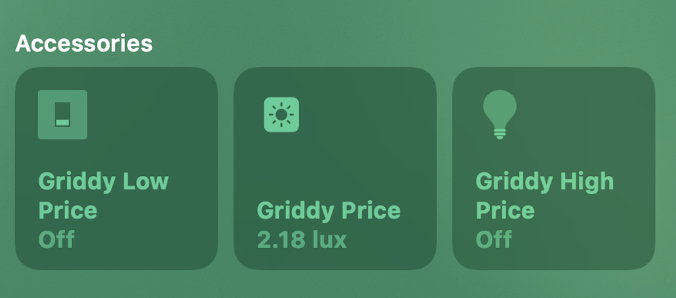 Accessories
Griddy Low
Price
Off
Griddy Price
2.18 lux
Griddy High
Price
Off